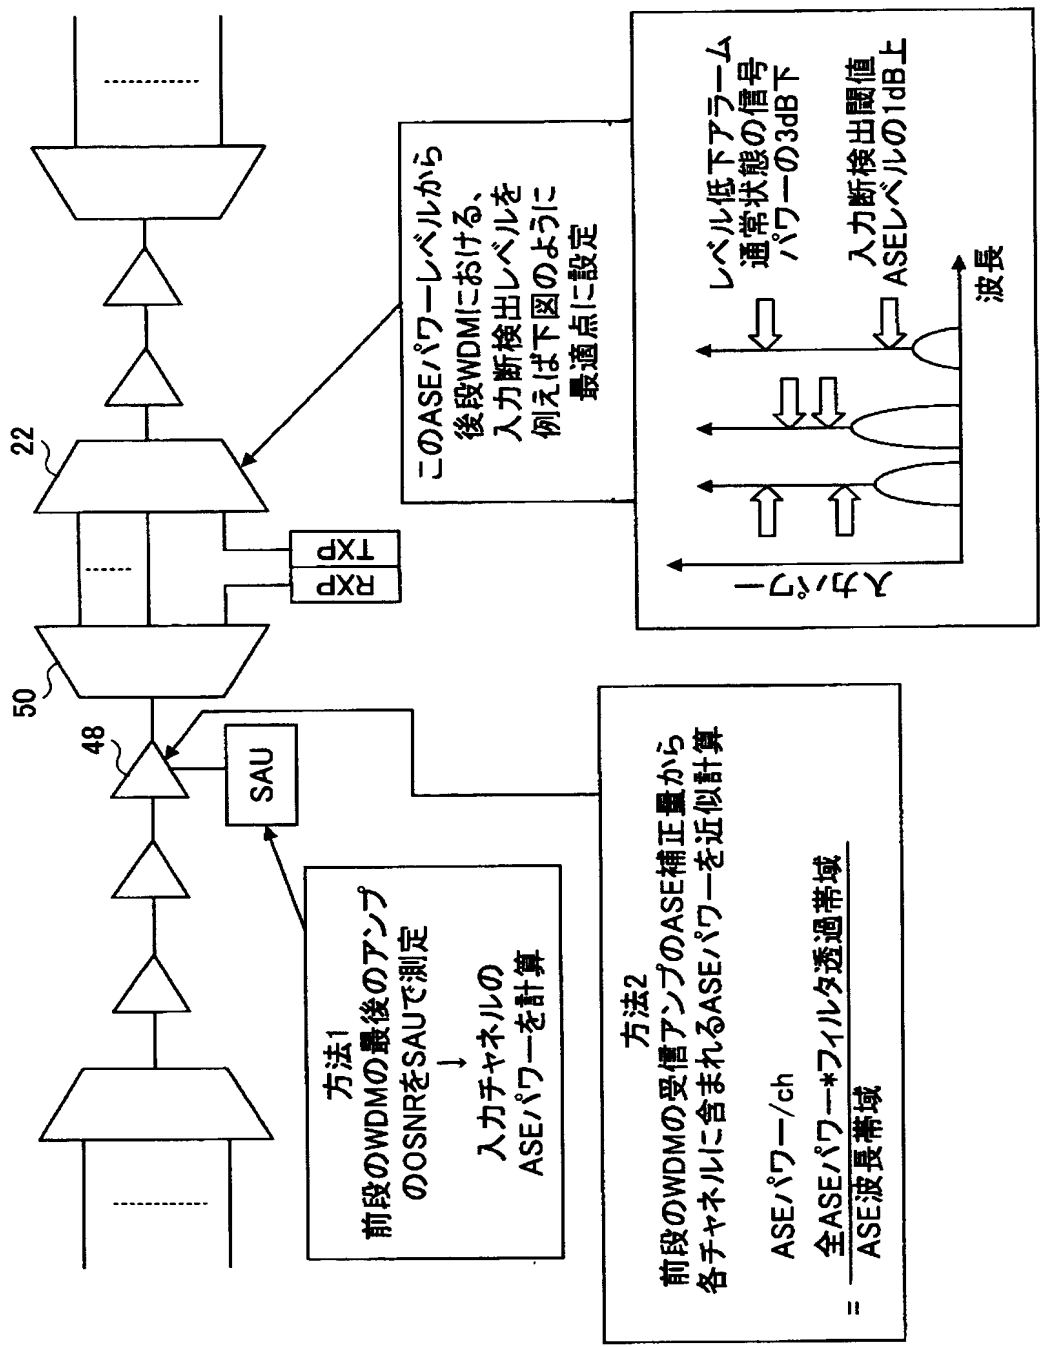 50
22
48
SAU
RXP
TXP
方法1
前段のWDMの最後のアンプ
のOSNRをSAUで測定
↓
入力チャネルの
ASEパワーを計算
方法2
前段のWDMの受信アンプのASE補正量から
各チャネルに含まれるASEパワーを近似計算
ASEパワー/ch
= 全ASEパワー*フィルタ透過帯域
ASE波長帯域
このASEパワーレベルから
後段WDMにおける、
入力断検出レベルを
例えば下図のように
最適点に設定
入力パワー
波長
レベル低下アラーム
通常状態の信号
パワーの3dB下
入力断検出閾値
ASEレベルの1dB上